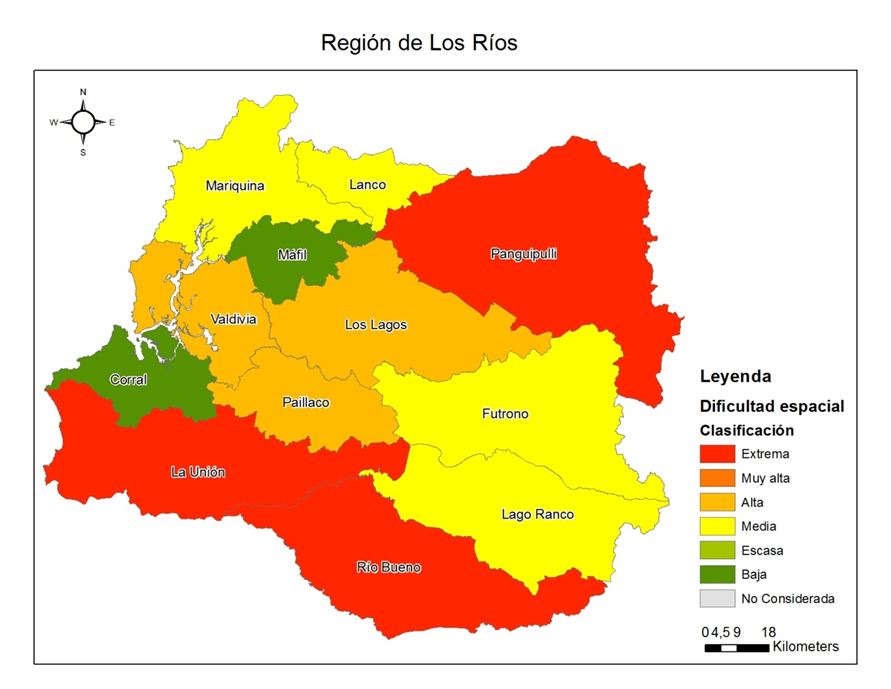 Región de Los Ríos
N
W E
S
Mariquina
Lanco
Máfil
Panguipulli
Valdivia
Los Lagos
Corral
Paillaco
Futrono
La Unión
Lago Ranco
Río Bueno
Leyenda
Dificultad espacial
Clasificación
Extrema
Muy alta
Alta
Media
Escasa
Baja
No Considerada
0 4,5 9 18
Kilometers